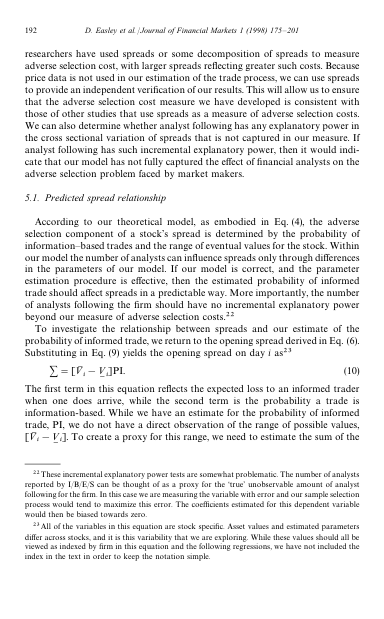 192 D. Easley et al./Journal of Financial Markets 1 (1998) 175–201
researchers have used spreads or some decomposition of spreads to measure
adverse selection cost, with larger spreads reflecting greater such costs. Because
price data is not used in our estimation of the trade process, we can use spreads
to provide an independent verification of our results. This will allow us to ensure
that the adverse selection cost measure we have developed is consistent with
those of other studies that use spreads as a measure of adverse selection costs.
We can also determine whether analyst following has any explanatory power in
the cross sectional variation of spreads that is not captured in our measure. If
analyst following has such incremental explanatory power, then it would indi-
cate that our model has not fully captured the effect of financial analysts on the
adverse selection problem faced by market makers.
5.1. Predicted spread relationship
According to our theoretical model, as embodied in Eq. (4), the adverse
selection component of a stock's spread is determined by the probability of
information–based trades and the range of eventual values for the stock. Within
our model the number of analysts can influence spreads only through differences
in the parameters of our model. If our model is correct, and the parameter
estimation procedure is effective, then the estimated probability of informed
trade should affect spreads in a predictable way. More importantly, the number
of analysts following the firm should have no incremental explanatory power
beyond our measure of adverse selection costs.²²
To investigate the relationship between spreads and our estimate of the
probability of informed trade, we return to the opening spread derived in Eq. (6).
Substituting in Eq. (9) yields the opening spread on day i as²³
∑ = [V̄ᵢ − V̲ᵢ]PI. (10)
The first term in this equation reflects the expected loss to an informed trader
when one does arrive, while the second term is the probability a trade is
information-based. While we have an estimate for the probability of informed
trade, PI, we do not have a direct observation of the range of possible values,
[V̄ᵢ − V̲ᵢ]. To create a proxy for this range, we need to estimate the sum of the
²² These incremental explanatory power tests are somewhat problematic. The number of analysts
reported by I/B/E/S can be thought of as a proxy for the 'true' unobservable amount of analyst
following for the firm. In this case we are measuring the variable with error and our sample selection
process would tend to maximize this error. The coefficients estimated for this dependent variable
would then be biased towards zero.
²³ All of the variables in this equation are stock specific. Asset values and estimated parameters
differ across stocks, and it is this variability that we are exploring. While these values should all be
viewed as indexed by firm in this equation and the following regressions, we have not included the
index in the text in order to keep the notation simple.